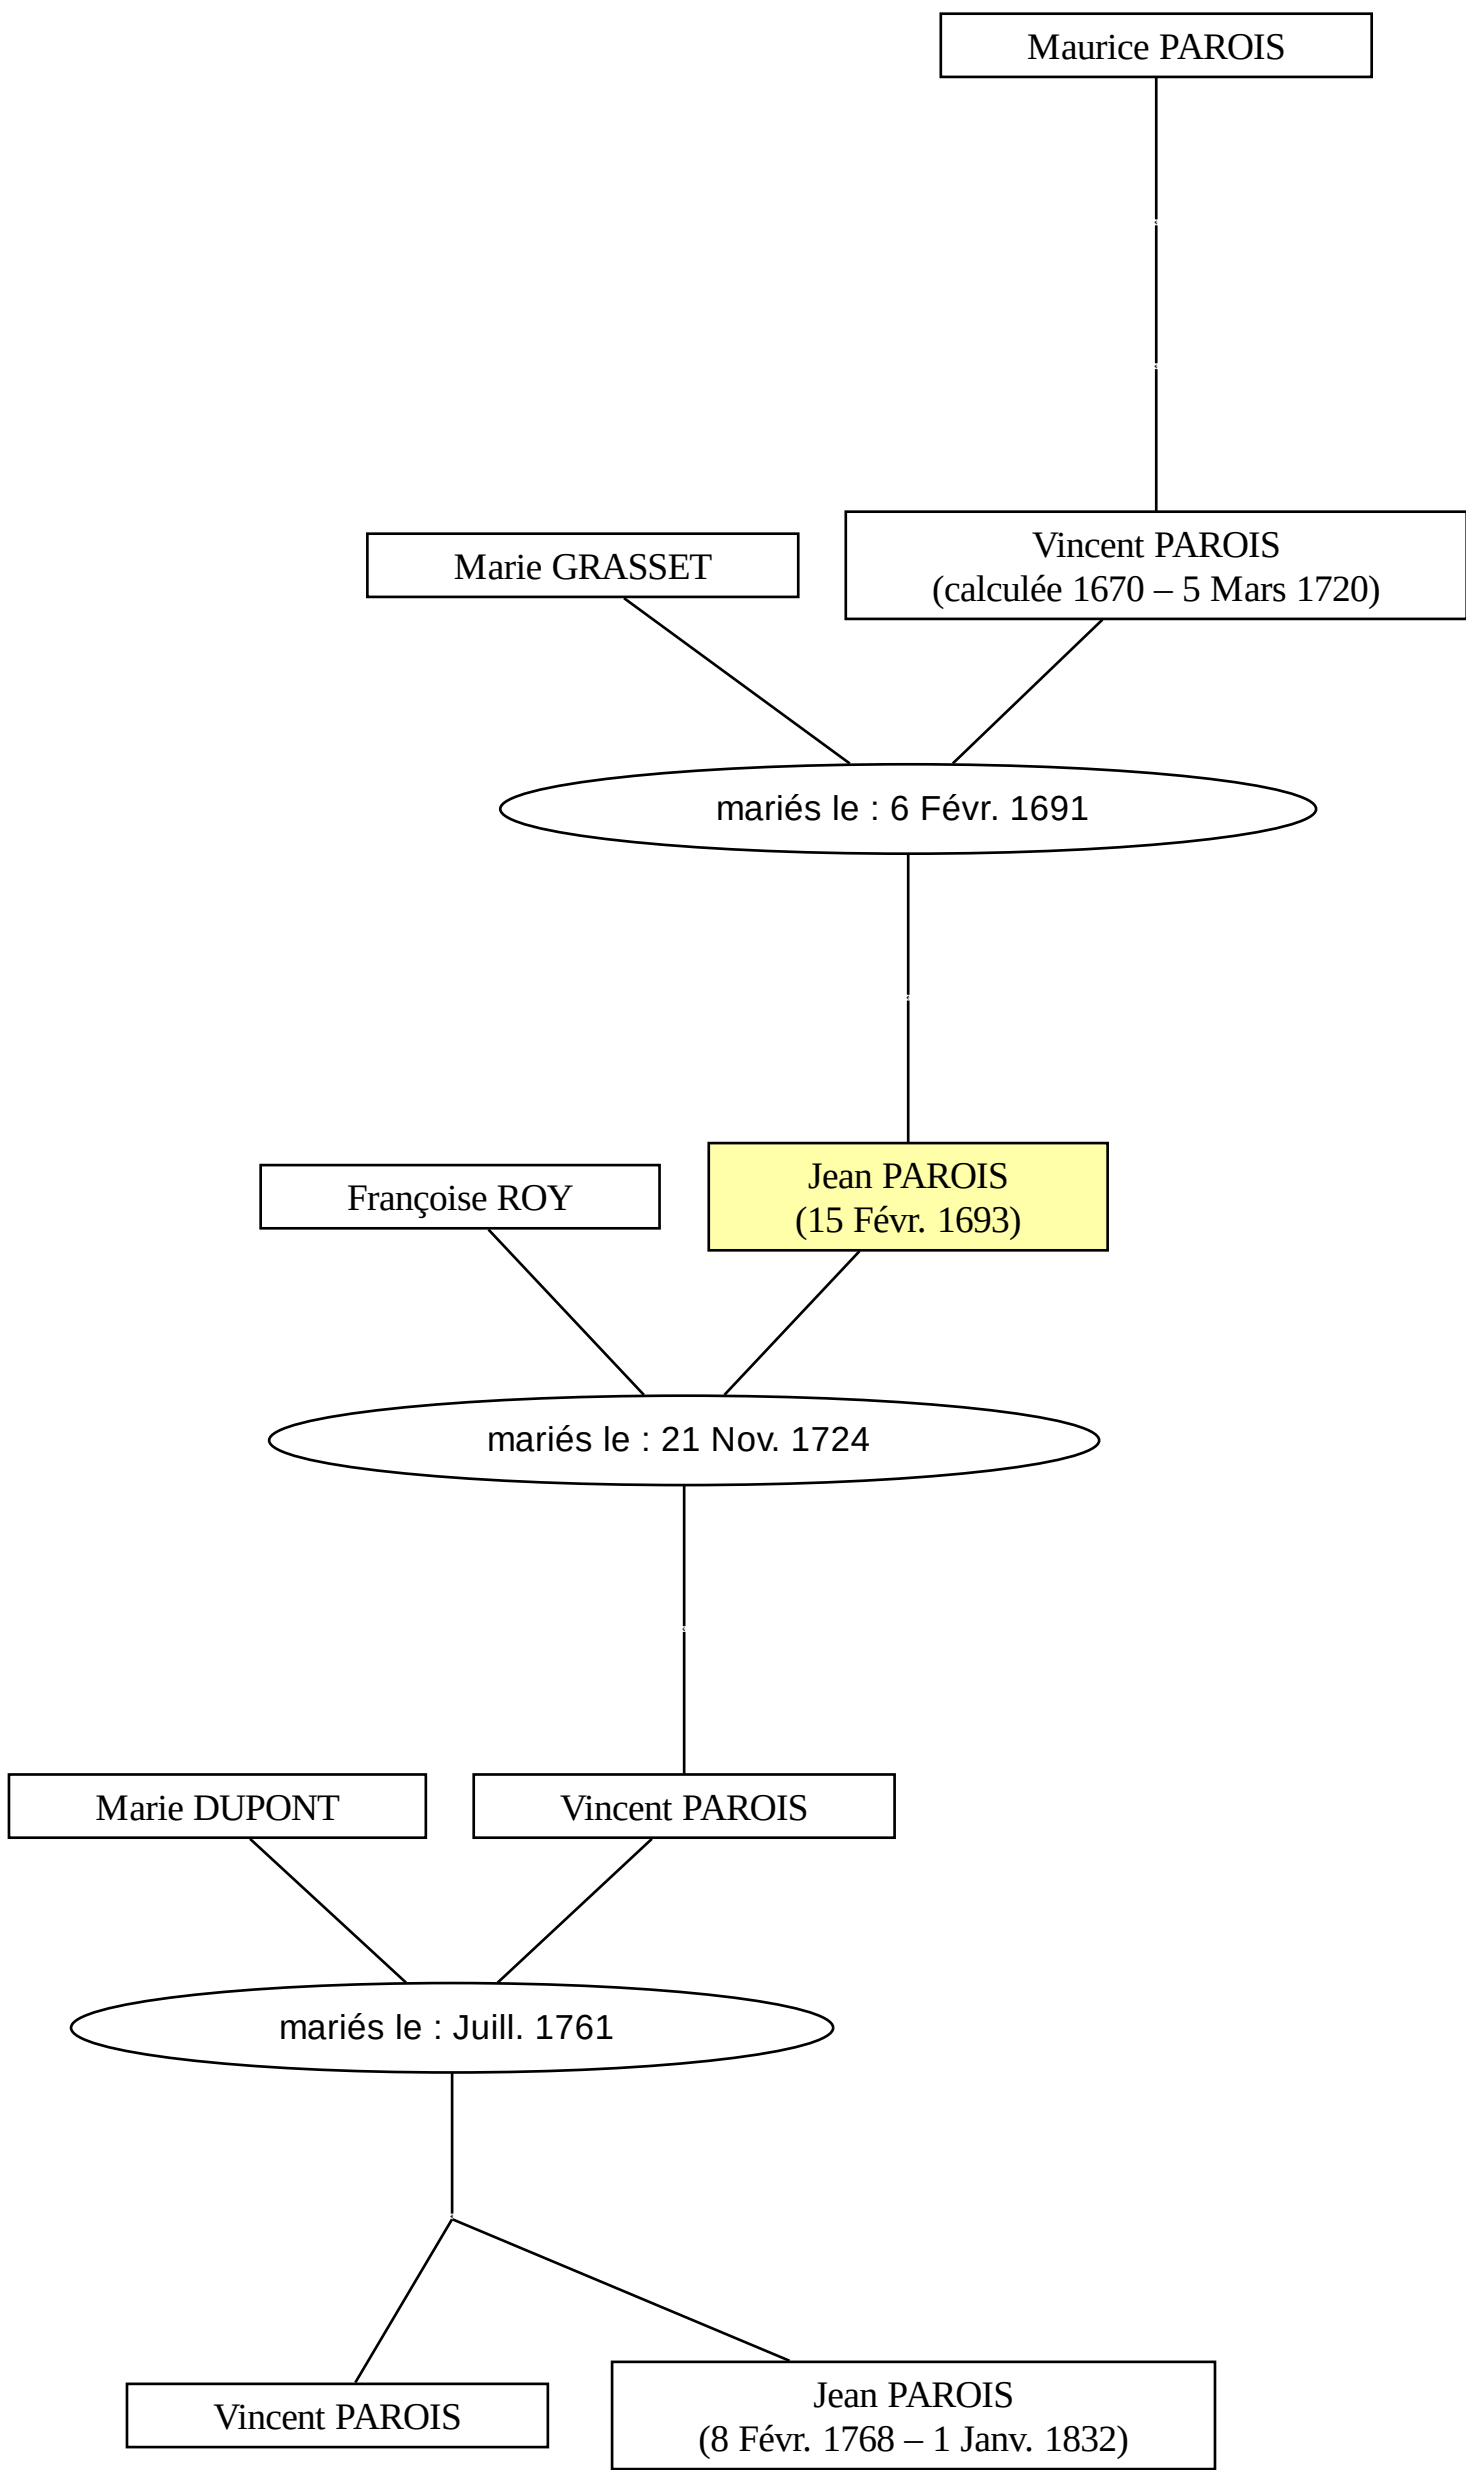 Maurice PAROIS
Marie GRASSET
Vincent PAROIS
(calculée 1670 – 5 Mars 1720)
mariés le : 6 Févr. 1691
Françoise ROY
Jean PAROIS
(15 Févr. 1693)
mariés le : 21 Nov. 1724
Marie DUPONT
Vincent PAROIS
mariés le : Juill. 1761
Vincent PAROIS
Jean PAROIS
(8 Févr. 1768 – 1 Janv. 1832)